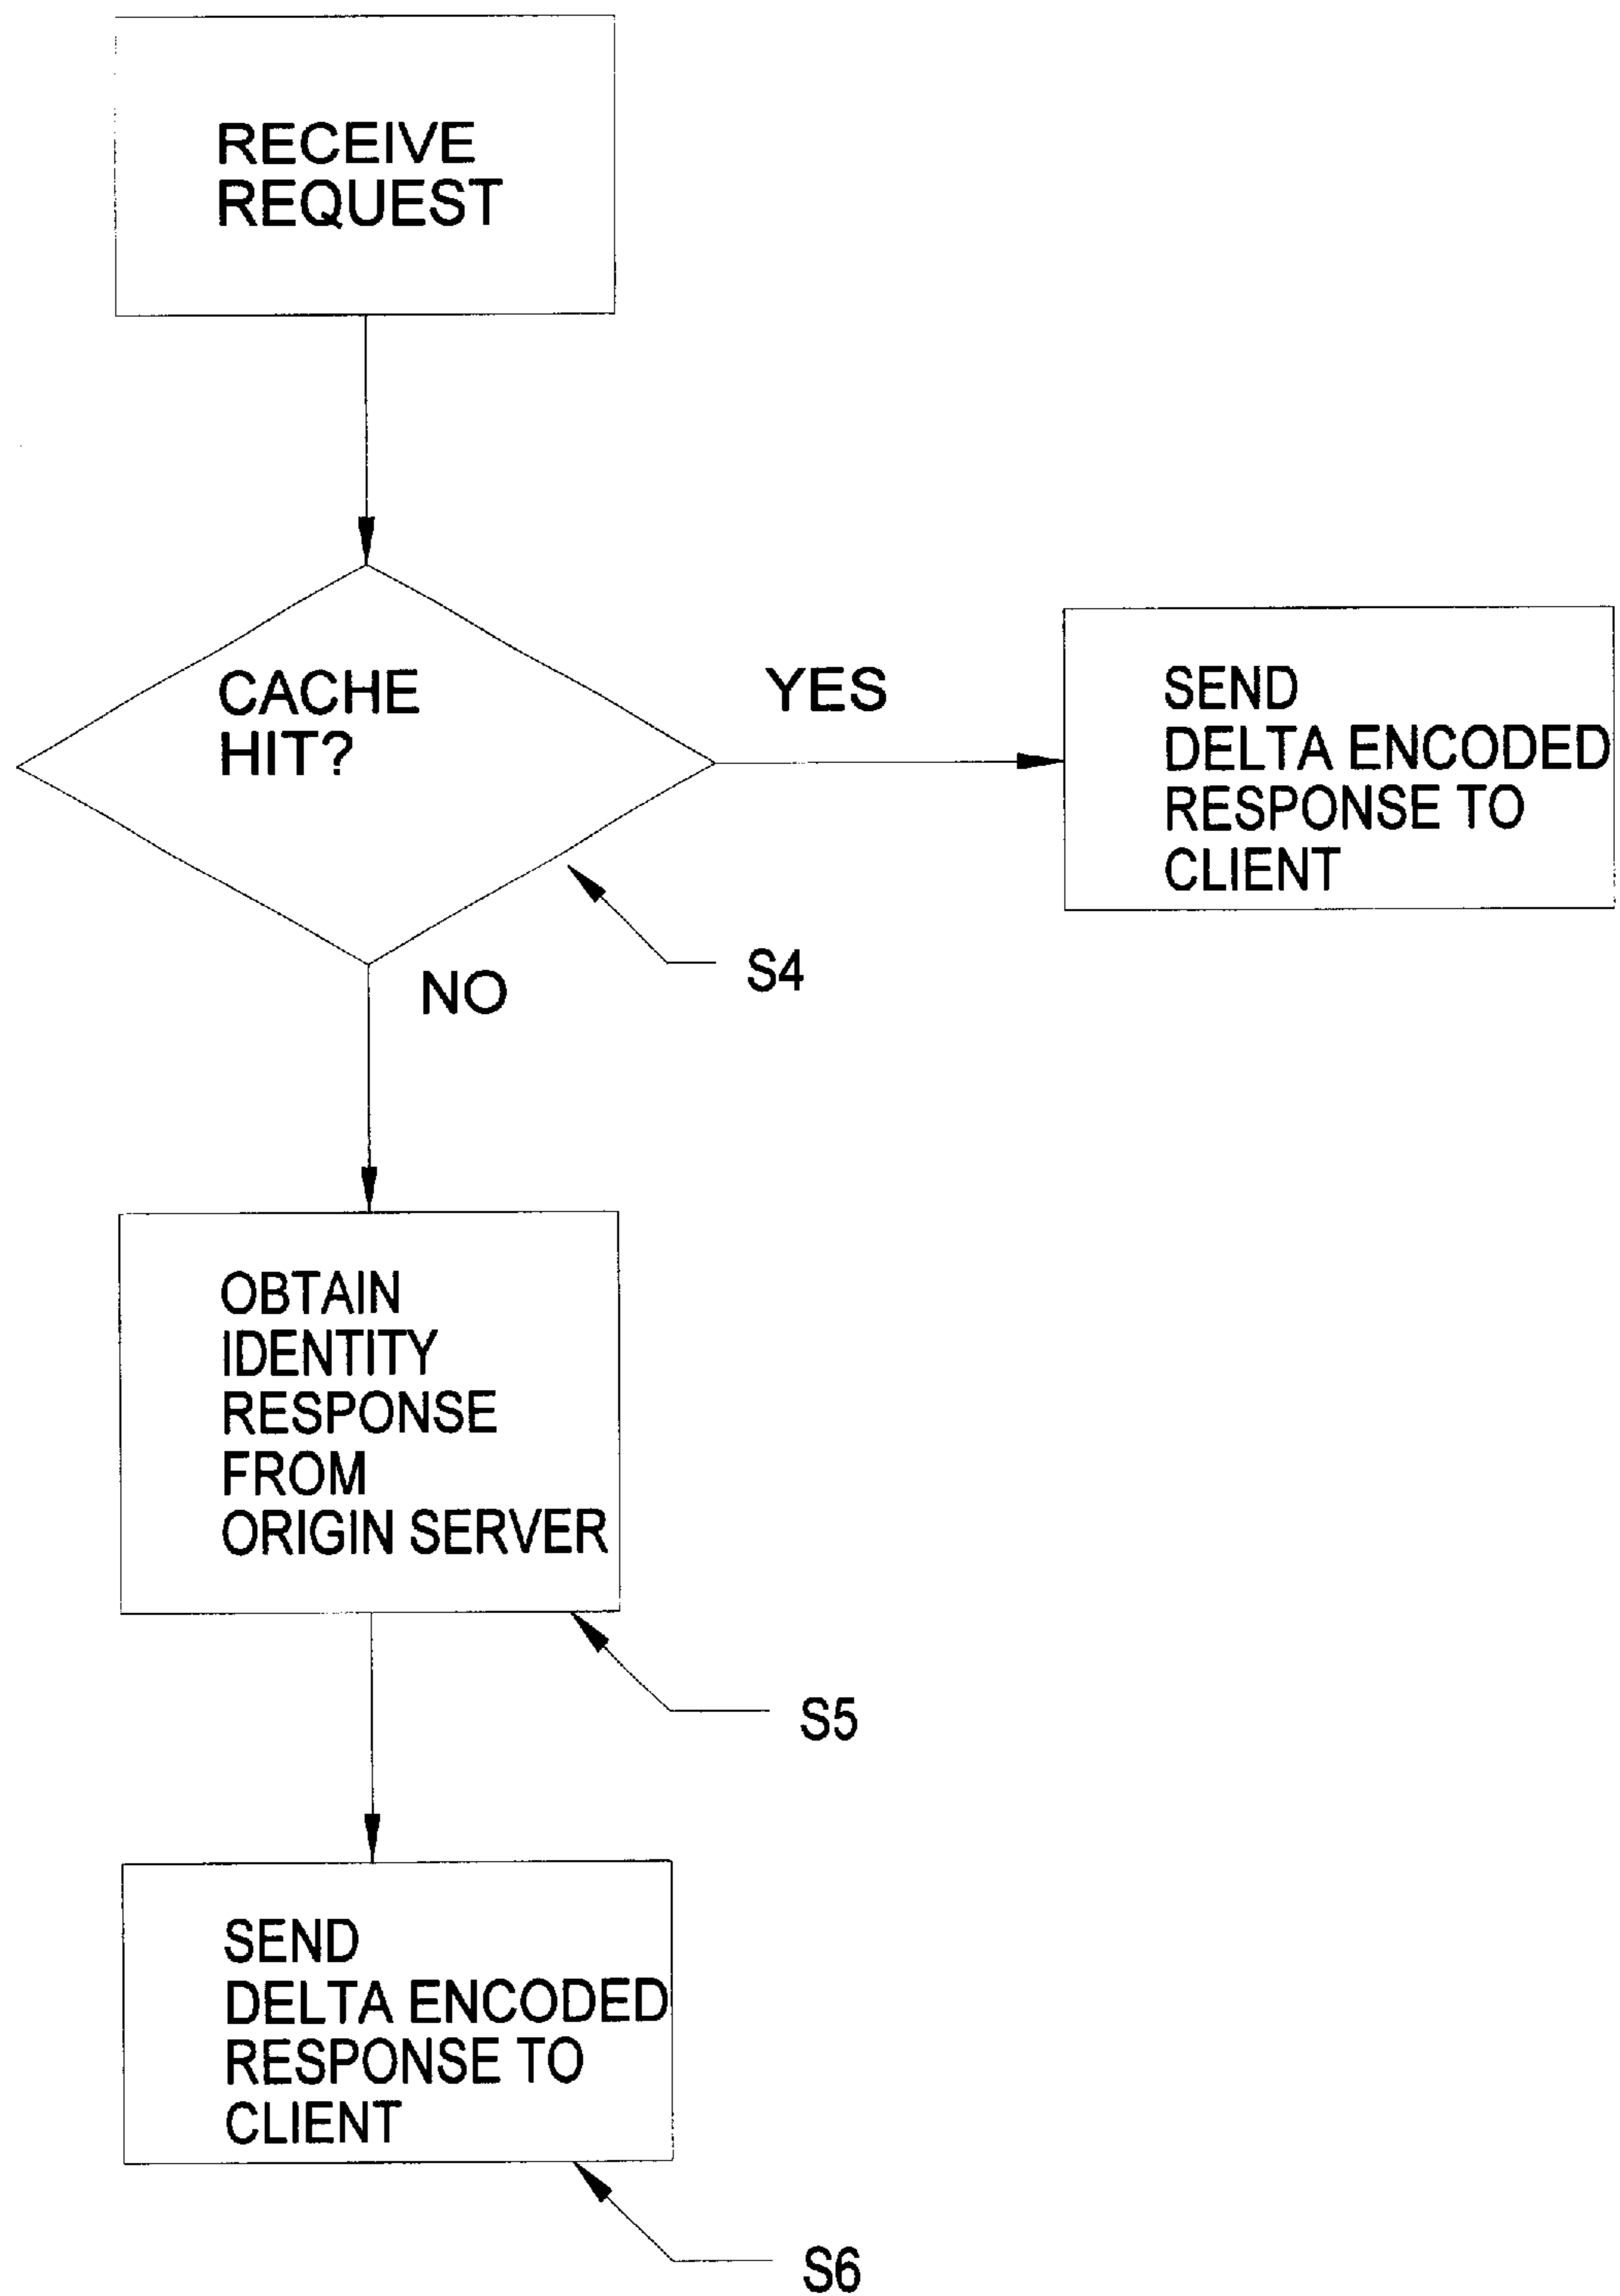 RECEIVE
REQUEST
CACHE
HIT?
YES
SEND
DELTA ENCODED
RESPONSE TO
CLIENT
S4
NO
OBTAIN
IDENTITY
RESPONSE
FROM
ORIGIN SERVER
S5
SEND
DELTA ENCODED
RESPONSE TO
CLIENT
S6